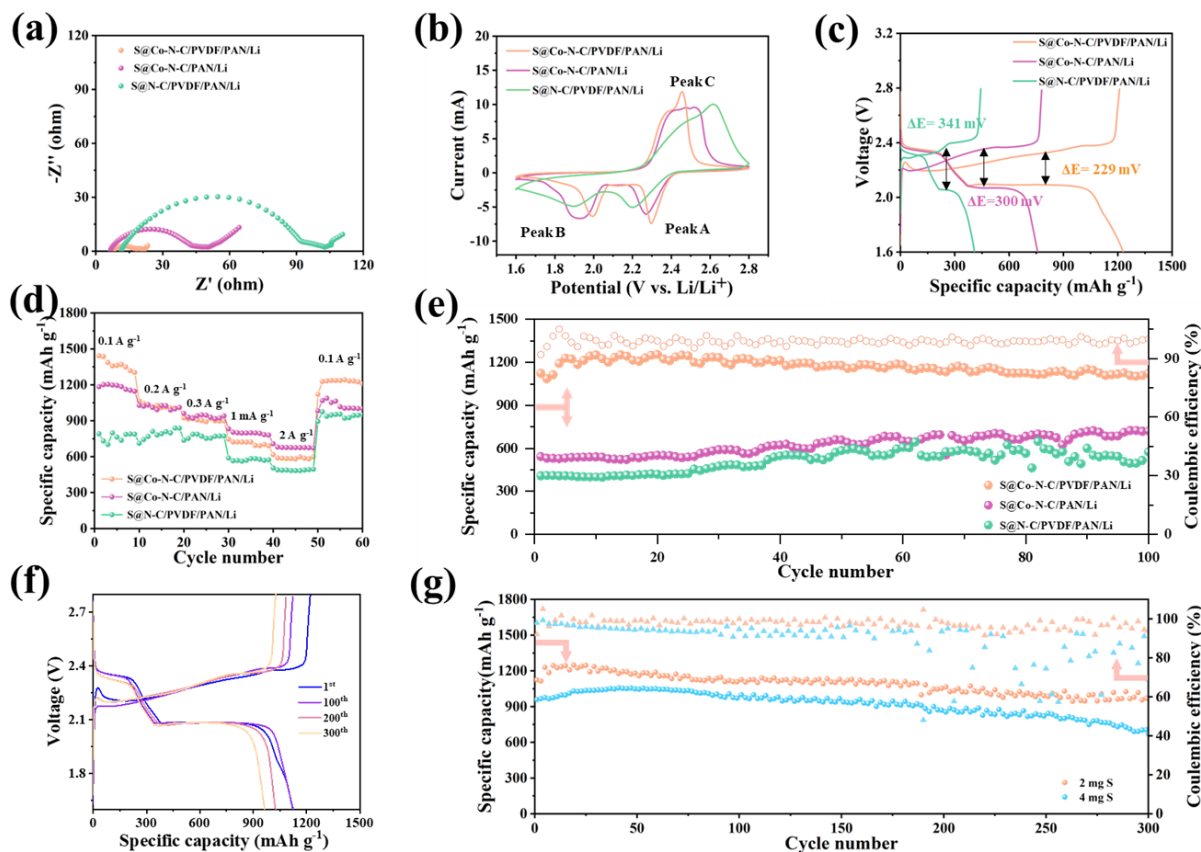 (a)
120
90
60
30
0
-Z'' (ohm)
S@Co-N-C/PVDF/PAN/Li
S@Co-N-C/PAN/Li
S@N-C/PVDF/PAN/Li
0 30 60 90 120
Z' (ohm)
(b)
20
15
10
5
0
-5
-10
Current (mA)
S@Co-N-C/PVDF/PAN/Li
S@Co-N-C/PAN/Li
S@N-C/PVDF/PAN/Li
Peak C
Peak B
Peak A
1.6 1.8 2.0 2.2 2.4 2.6 2.8
Potential (V vs. Li/Li+)
(c)
3.2
2.8
2.4
2.0
1.6
Voltage (V)
S@Co-N-C/PVDF/PAN/Li
S@Co-N-C/PAN/Li
S@N-C/PVDF/PAN/Li
ΔE= 341 mV
ΔE= 229 mV
ΔE=300 mV
0 300 600 900 1200 1500
Specific capacity (mAh g-1)
(d)
1800
1500
1200
900
600
300
0
Specific capacity (mAh g-1)
0.1 A g-1
0.2 A g-1
0.3 A g-1
1 mA g-1
2 A g-1
0.1 A g-1
S@Co-N-C/PVDF/PAN/Li
S@Co-N-C/PAN/Li
S@N-C/PVDF/PAN/Li
0 10 20 30 40 50 60
Cycle number
(e)
1500
1200
900
600
300
0
Specific capacity (mAh g-1)
S@Co-N-C/PVDF/PAN/Li
S@Co-N-C/PAN/Li
S@N-C/PVDF/PAN/Li
90
60
30
0
Coulembic efficiency (%)
0 20 40 60 80 100
Cycle number
(f)
2.7
2.4
2.1
1.8
Voltage (V)
1st
100th
200th
300th
0 300 600 900 1200 1500
Specific capacity (mAh g-1)
(g)
1800
1500
1200
900
600
300
0
Specific capacity(mAh g-1)
2 mg S
4 mg S
100
80
60
40
20
0
Coulembic efficiency (%)
0 50 100 150 200 250 300
Cycle number